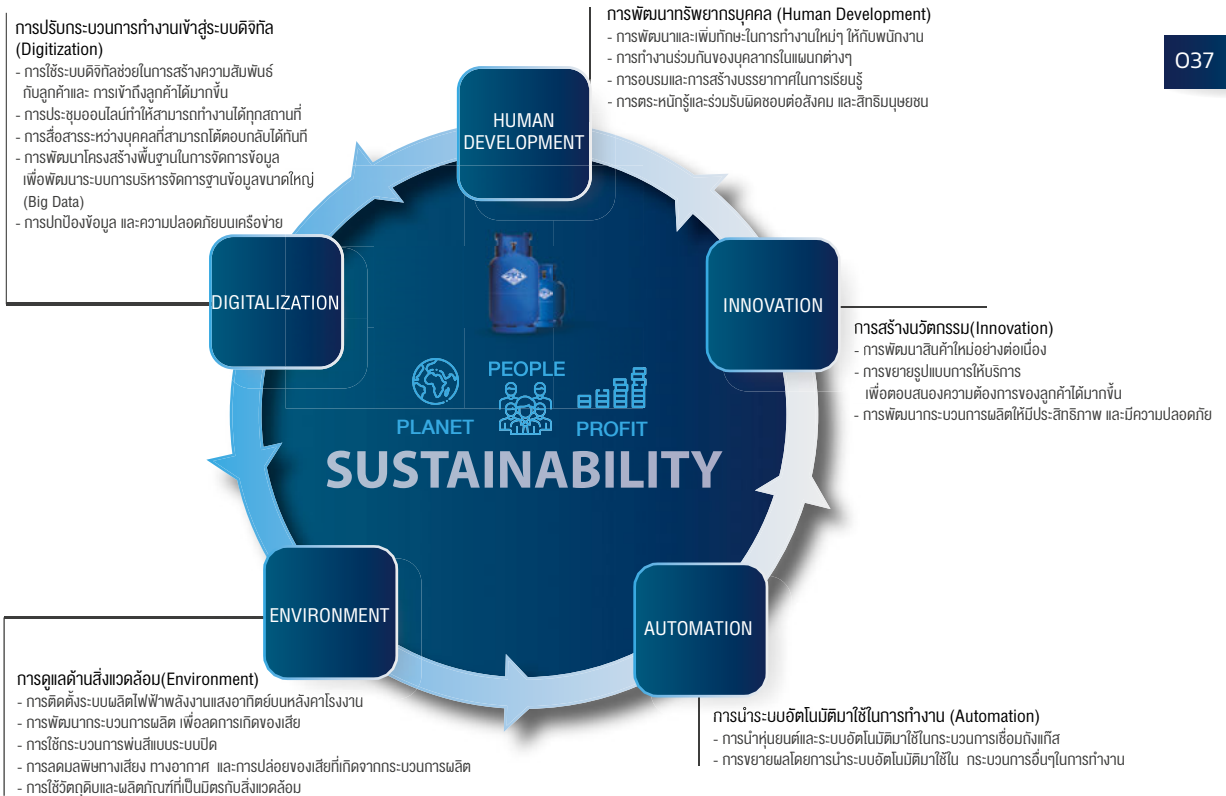 การปรับกระบวนการทำงานเข้าสู่ระบบดิจิทัล
(Digitization)
- การใช้ระบบดิจิทัลช่วยในการสร้างความสัมพันธ์
กับลูกค้าและ การเข้าถึงลูกค้าได้มากขึ้น
- การประชุมออนไลน์ทำให้สามารถทำงานได้ทุกสถานที่
- การสื่อสารระหว่างบุคคลที่สามารถโต้ตอบกลับได้ทันที
- การพัฒนาโครงสร้างพื้นฐานในการจัดการข้อมูล
เพื่อพัฒนาระบบการบริหารจัดการฐานข้อมูลขนาดใหญ่
(Big Data)
- การปกป้องข้อมูล และความปลอดภัยบนเครือข่าย
การพัฒนาทรัพยากรบุคคล (Human Development)
- การพัฒนาและเพิ่มทักษะในการทำงานใหม่ๆ ให้กับพนักงาน
- การทำงานร่วมกันของบุคลากรในแผนกต่างๆ
- การอบรมและการสร้างบรรยากาศในการเรียนรู้
- การตระหนักรู้และร่วมรับผิดชอบต่อสังคม และสิทธิมนุษยชน
037
HUMAN
DEVELOPMENT
DIGITALIZATION
INNOVATION
การสร้างนวัตกรรม(Innovation)
- การพัฒนาสินค้าใหม่อย่างต่อเนื่อง
- การขยายรูปแบบการให้บริการ
เพื่อตอบสนองความต้องการของลูกค้าได้มากขึ้น
- การพัฒนากระบวนการผลิตให้มีประสิทธิภาพ และมีความปลอดภัย
PLANET
PEOPLE
PROFIT
SUSTAINABILITY
ENVIRONMENT
AUTOMATION
การดูแลด้านสิ่งแวดล้อม(Environment)
- การติดตั้งระบบผลิตไฟฟ้าพลังงานแสงอาทิตย์บนหลังคาโรงงาน
- การพัฒนากระบวนการผลิต เพื่อลดการเกิดของเสีย
- การใช้กระบวนการพ่นสีแบบระบบปิด
- การลดมลพิษทางเสียง ทางอากาศ และการปล่อยของเสียที่เกิดจากกระบวนการผลิต
- การใช้วัตถุดิบและผลิตภัณฑ์ที่เป็นมิตรกับสิ่งแวดล้อม
การนำระบบอัตโนมัติมาใช้ในการทำงาน (Automation)
- การนำหุ่นยนต์และระบบอัตโนมัติมาใช้ในกระบวนการเชื่อมถังแก๊ส
- การขยายผลโดยการนำระบบอัตโนมัติมาใช้ใน กระบวนการอื่นๆในการทำงาน